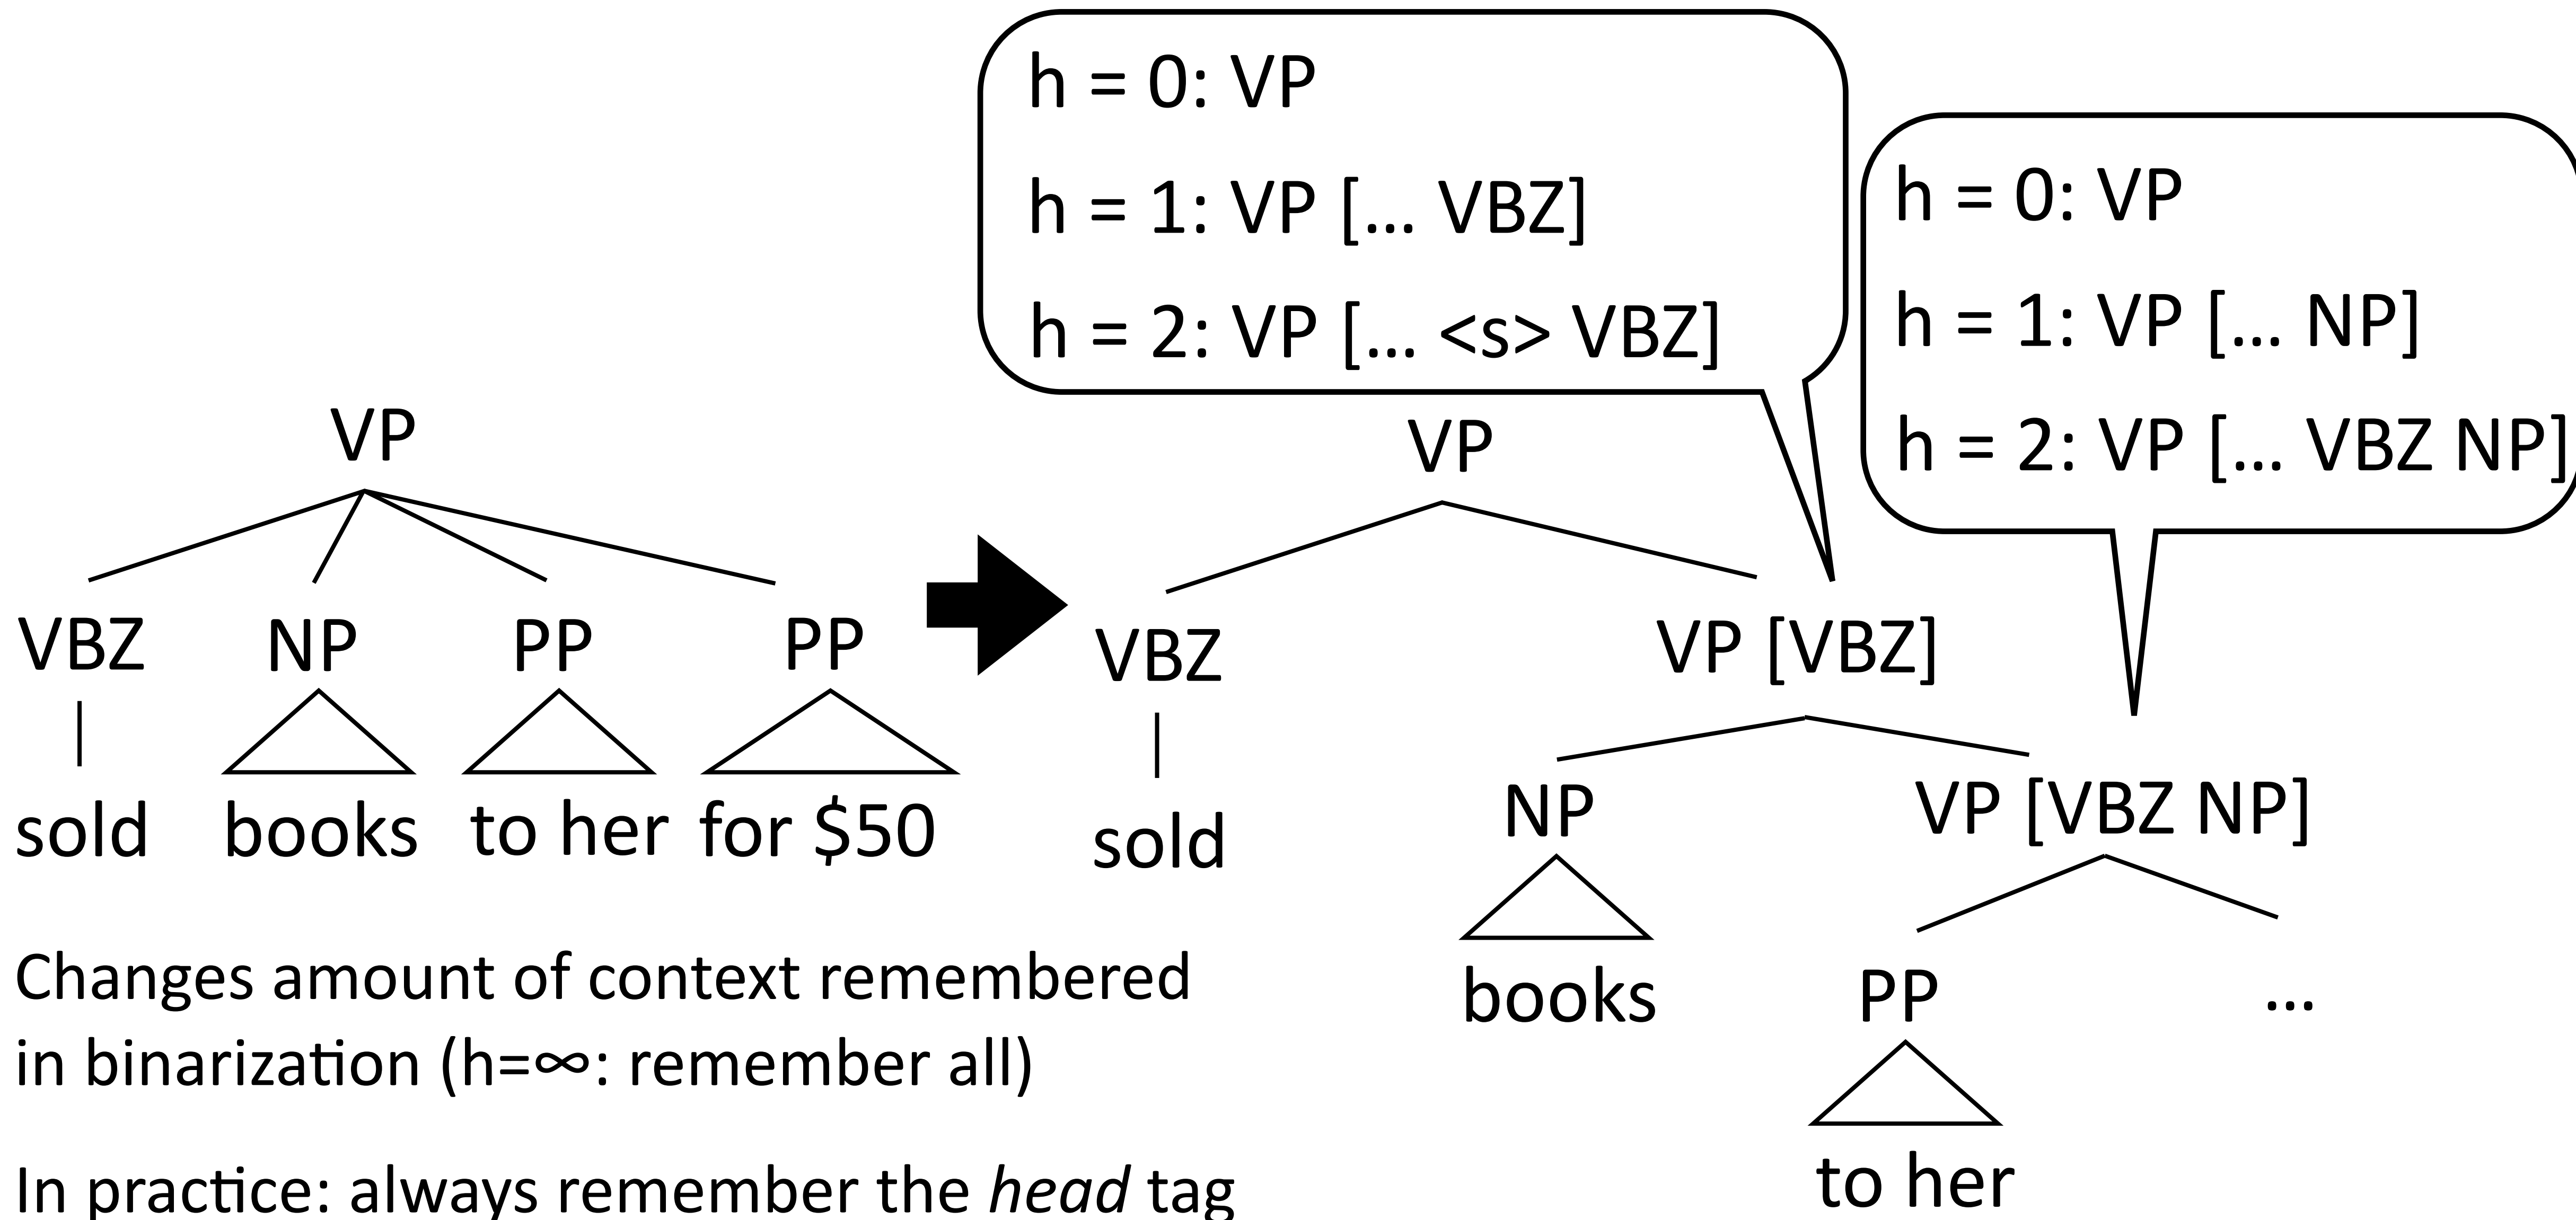 h = 0: VP
h = 1: VP [... VBZ]
h = 2: VP [... <s> VBZ]
h = 0: VP
h = 1: VP [... NP]
h = 2: VP [... VBZ NP]
VP
VBZ NP PP PP
sold books to her for $50
VP
VBZ VP [VBZ]
sold NP VP [VBZ NP]
books PP ...
to her
Changes amount of context remembered
in binarization (h=∞: remember all)
In practice: always remember the head tag